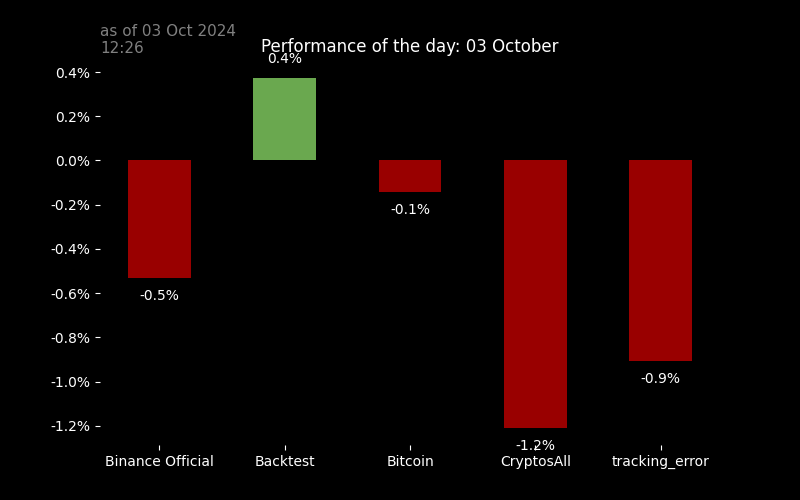 as of 03 Oct 2024
12:26
Performance of the day: 03 October
0.4%
0.4%
0.2%
0.0%
-0.2%
-0.4%
-0.6%
-0.8%
-1.0%
-1.2%
-0.5%
-0.1%
-1.2%
-0.9%
Binance Official
Backtest
Bitcoin
CryptosAll
tracking_error